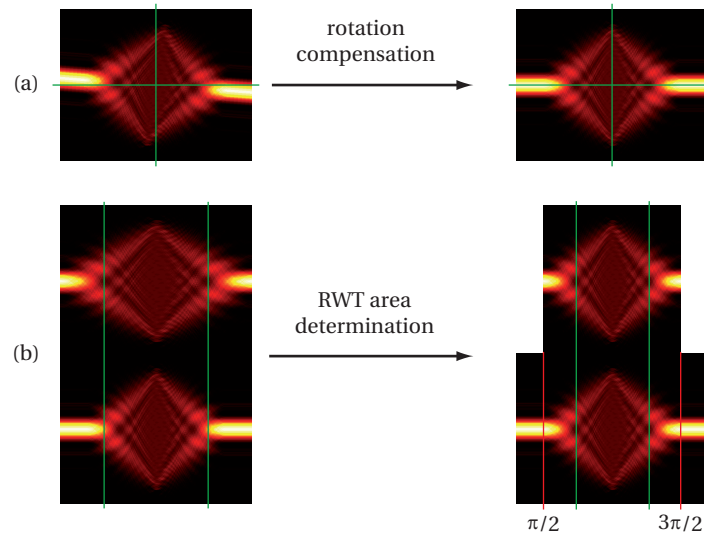 rotation
compensation
(a)
RWT area
determination
(b)
π/2
3π/2